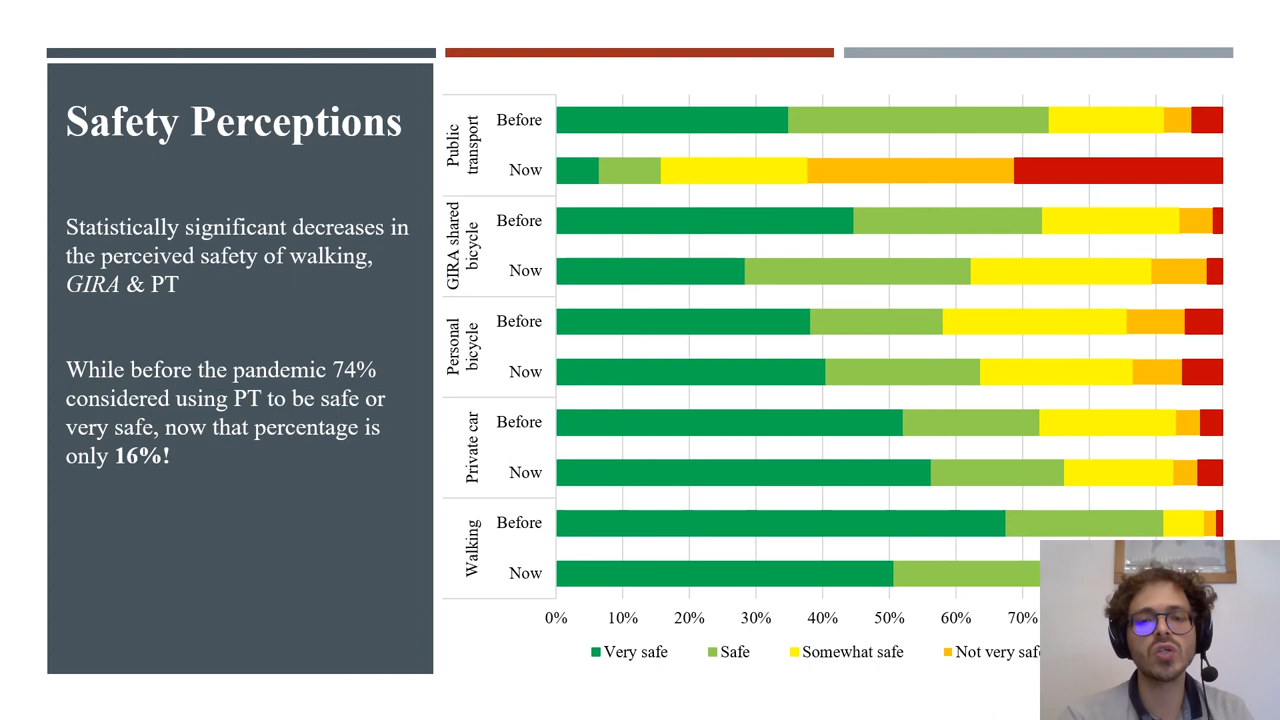 Safety Perceptions
Statistically significant decreases in
the perceived safety of walking,
GIRA & PT
While before the pandemic 74%
considered using PT to be safe or
very safe, now that percentage is
only 16%!
Public
transport
Before
Now
GIRA shared
bicycle
Before
Now
Personal
bicycle
Before
Now
Private car
Before
Now
Walking
Before
Now
0% 10% 20% 30% 40% 50% 60% 70%
Very safe Safe Somewhat safe Not very safe